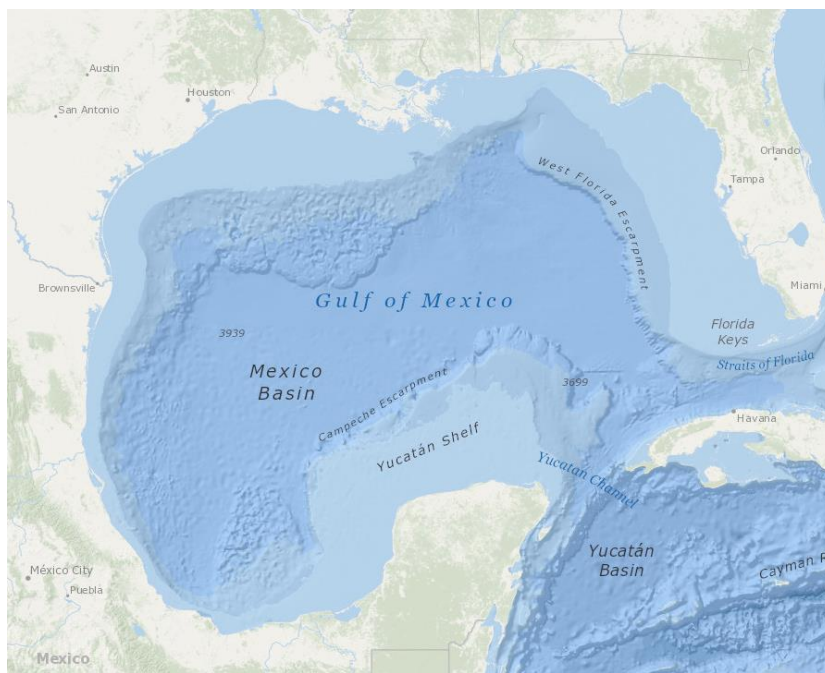 Austin
Houston
San Antonio
Orlando
Tampa
West Florida Escarpment
Brownsville
Miami
Gulf of Mexico
3939
Florida
Keys
Straits of Florida
Mexico
Basin
3699
Campeche Escarpment
Havana
Yucatán Shelf
Yucatan Channel
Yucatán
Basin
Cayman R
México City
Puebla
Mexico